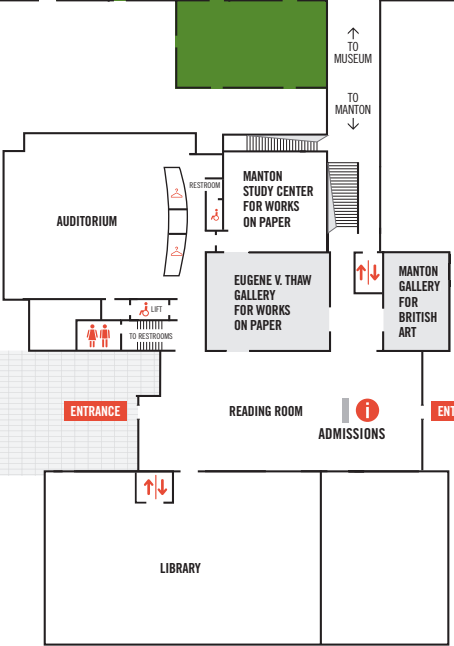 TO
MUSEUM
TO
MANTON
RESTROOM
MANTON
STUDY CENTER
FOR WORKS
ON PAPER
AUDITORIUM
EUGENE V. THAW
GALLERY
FOR WORKS
ON PAPER
MANTON
GALLERY
FOR
BRITISH
ART
LIFT
TO RESTROOMS
ENTRANCE
READING ROOM
i
ENT
ADMISSIONS
LIBRARY